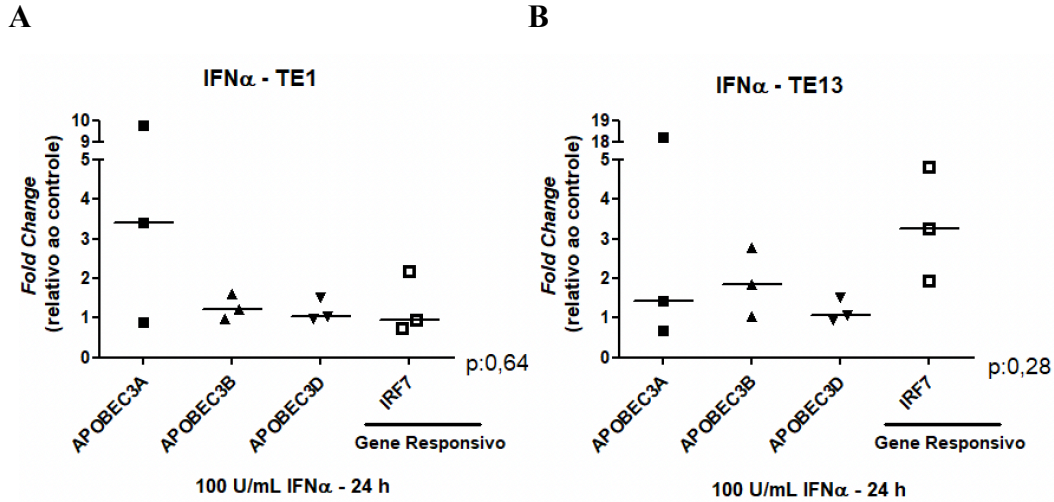 A
IFNα - TE1
Fold Change
(relativo ao controle)
10
9
5
4
3
2
1
0
APOBEC3A
APOBEC3B
APOBEC3D
IRF7
p:0,64
Gene Responsivo
100 U/mL IFNα - 24 h
B
IFNα - TE13
Fold Change
(relativo ao controle)
19
18
5
4
3
2
1
0
APOBEC3A
APOBEC3B
APOBEC3D
IRF7
p:0,28
Gene Responsivo
100 U/mL IFNα - 24 h